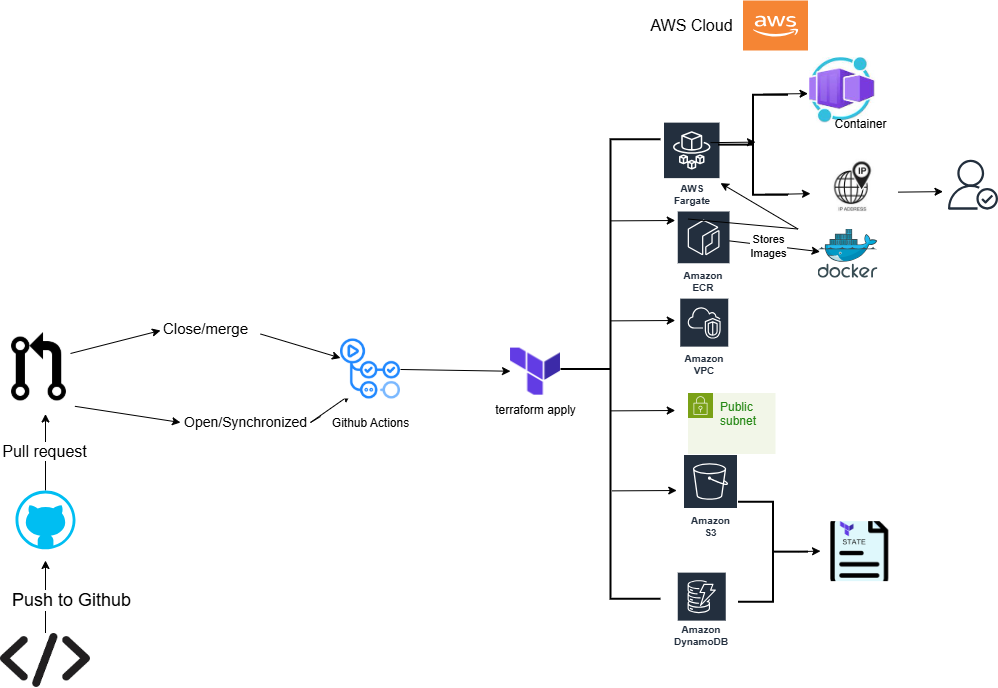 AWS Cloud
aws
Container
AWS
Fargate
IP
IP ADDRESS
Stores
Images
docker
Amazon
ECR
Amazon
VPC
Close/merge
terraform apply
Public
subnet
Open/Synchronized
Github Actions
Pull request
Amazon
S3
STATE
Push to Github
Amazon
DynamoDB